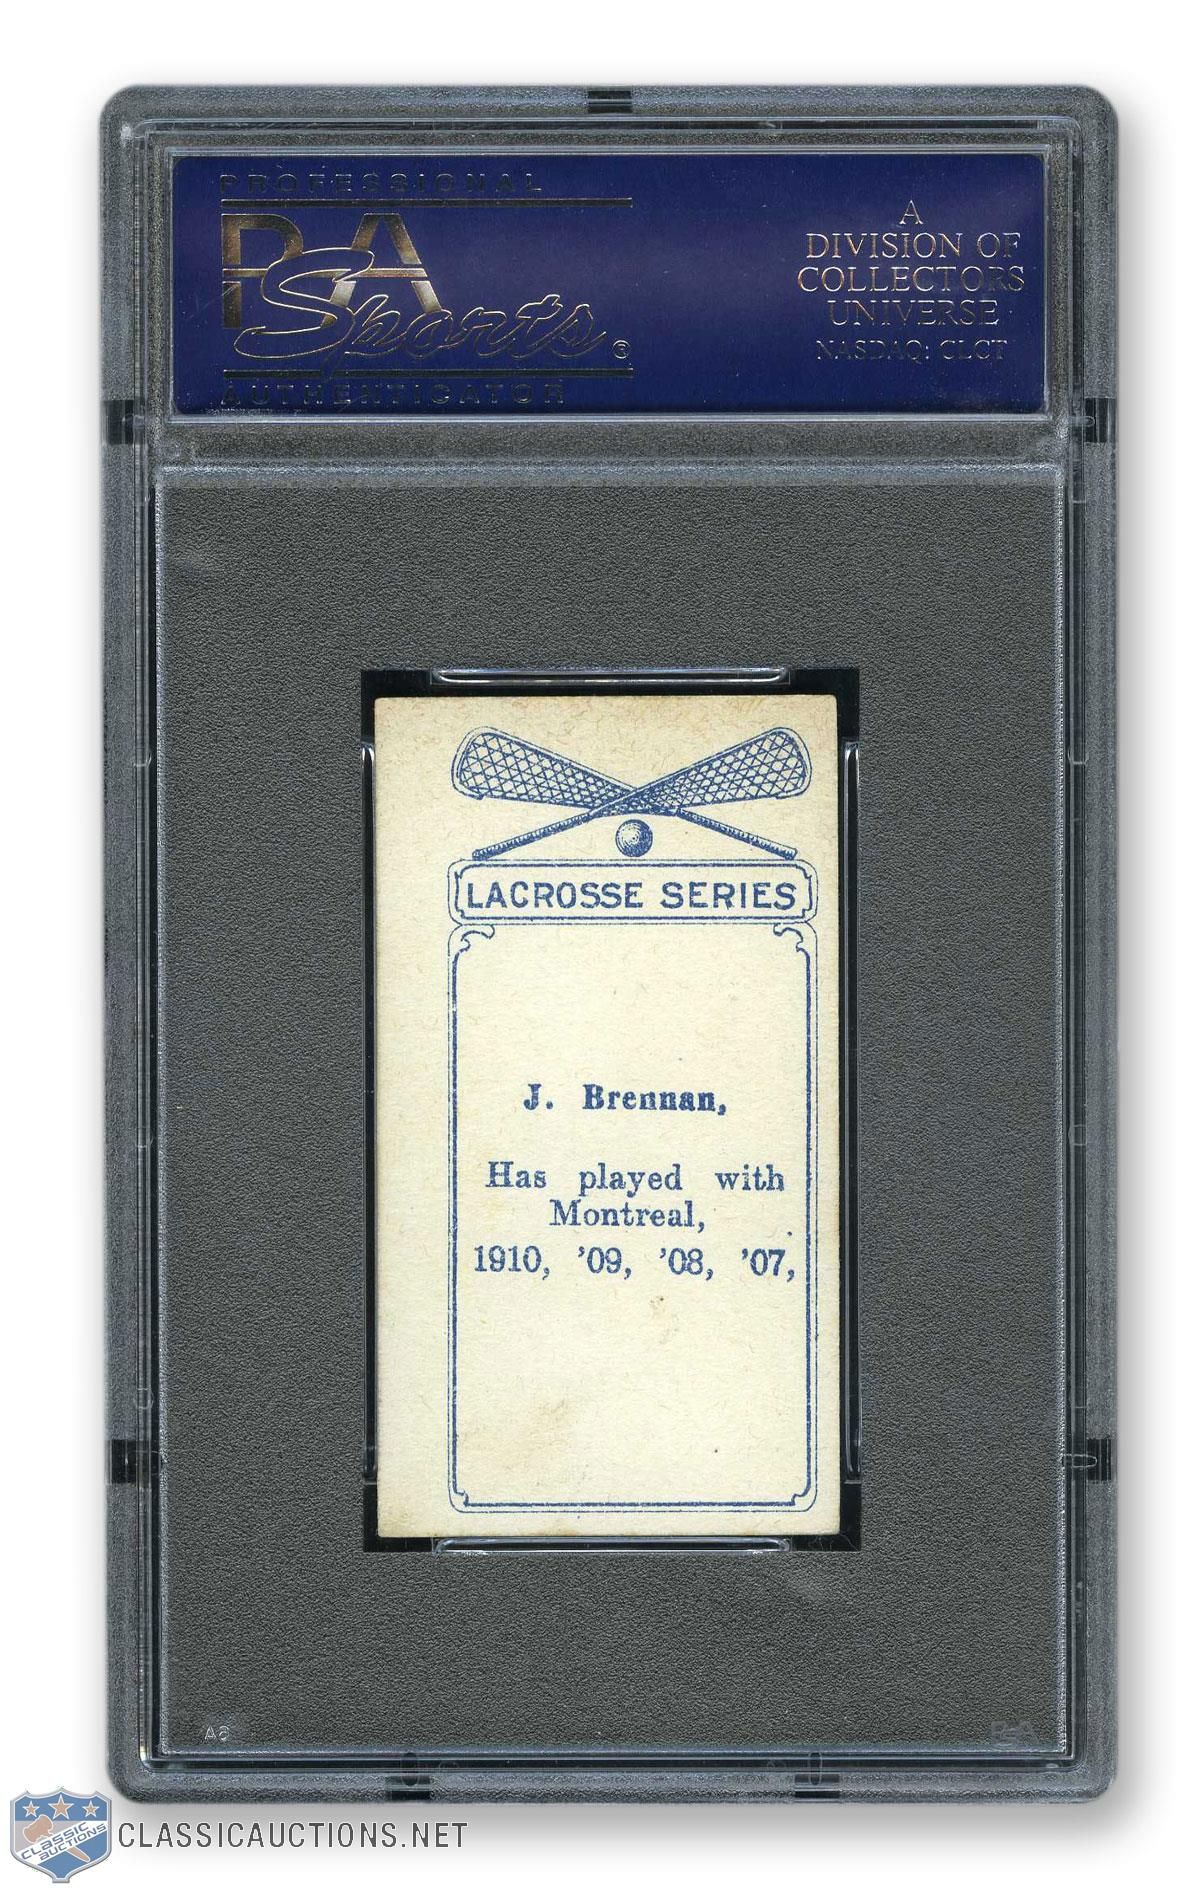 PROFESSIONAL
PSA
Sports®
AUTHENTICATOR
A
DIVISION OF
COLLECTORS
UNIVERSE
NASDAQ: CLCT
LACROSSE SERIES
J. Brennan,
Has played with
Montreal,
1910, '09, '08, '07,
PSA
CLASSIC
AUCTIONS
CLASSICAUCTIONS.NET